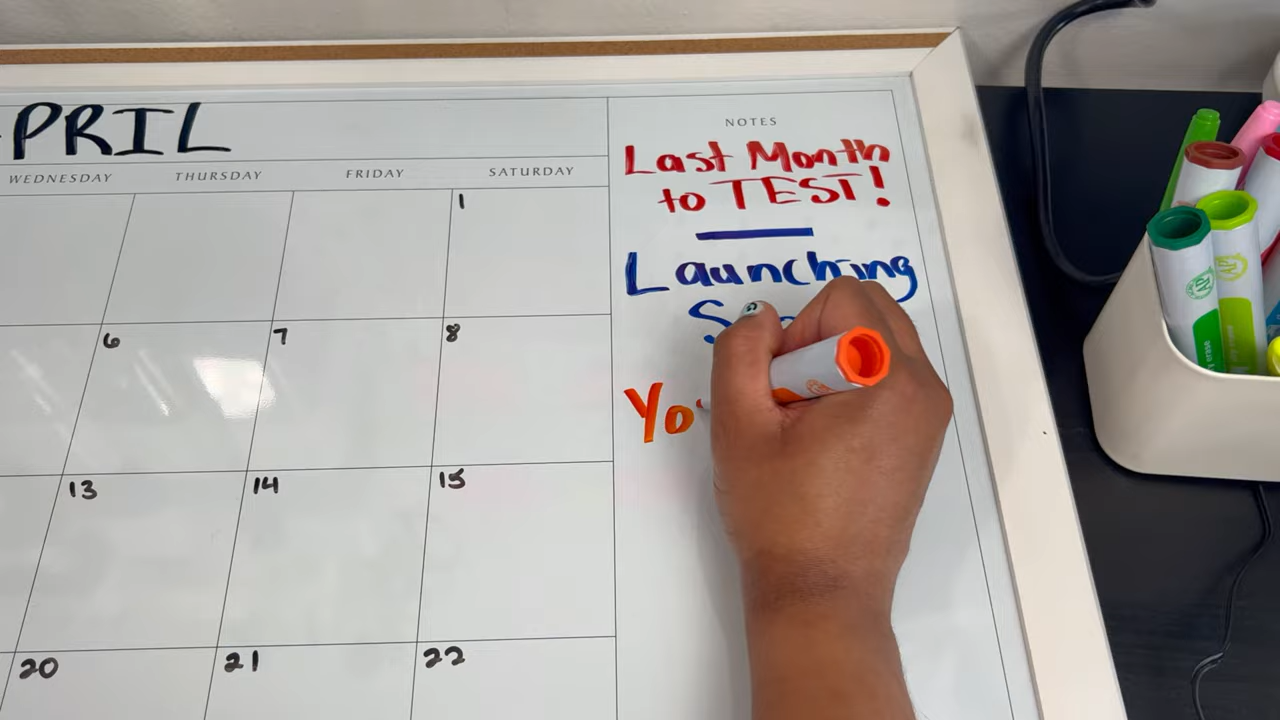 PRIL
WEDNESDAY THURSDAY FRIDAY SATURDAY
NOTES
Last Month
to TEST!
Launching
1
6 7 8
13 14 15
20 21 22